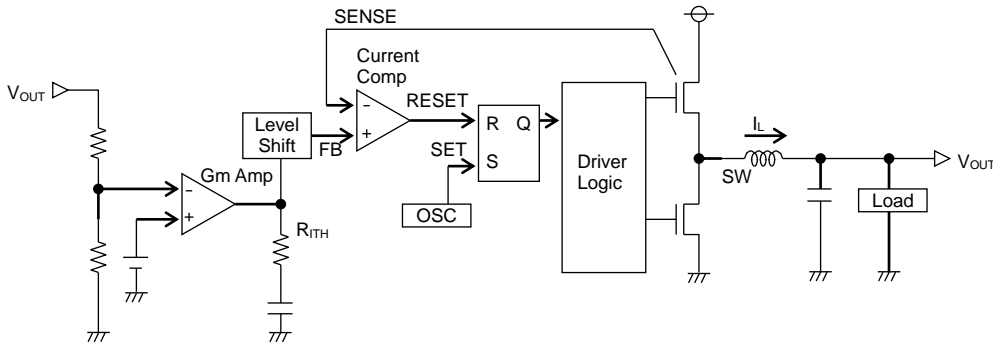 SENSE
Current
Comp
VOUT
RESET
Level
Shift
FB
R Q
S
SET
Gm Amp
OSC
RITH
Driver
Logic
IL
SW
VOUT
Load
-
+
-
+